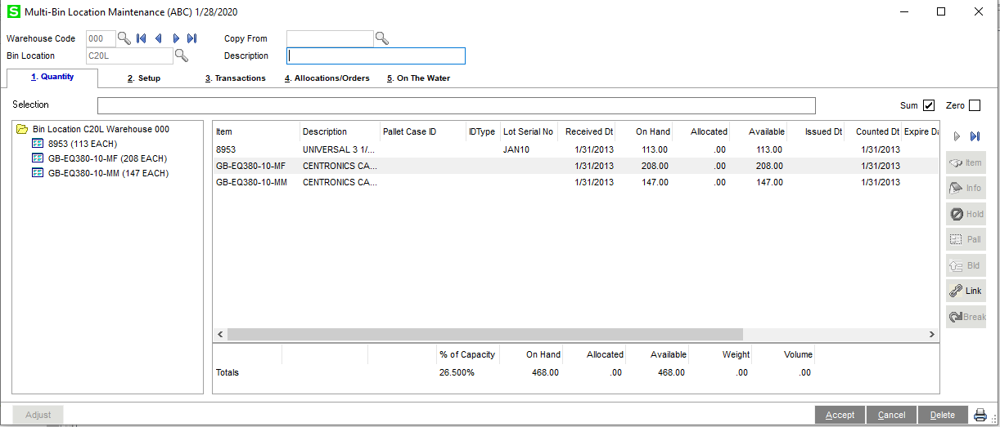 S Multi-Bin Location Maintenance (ABC) 1/28/2020
Warehouse Code 000 Copy From
Bin Location C20L Description
1. Quantity 2. Setup 3. Transactions 4. Allocations/Orders 5. On The Water
Selection Sum Zero
Bin Location C20L Warehouse 000
8953 (113 EACH)
GB-EQ380-10-MF (208 EACH)
GB-EQ380-10-MM (147 EACH)
Item Description Pallet Case ID IDType Lot Serial No Received Dt On Hand Allocated Available Issued Dt Counted Dt Expire Da
8953 UNIVERSAL 3 1/... JAN10 1/31/2013 113.00 .00 113.00 1/31/2013
GB-EQ380-10-MF CENTRONICS CA... 1/31/2013 208.00 .00 208.00 1/31/2013
GB-EQ380-10-MM CENTRONICS CA... 1/31/2013 147.00 .00 147.00 1/31/2013
Item
Info
Hold
Pall
Bld
Link
Break
% of Capacity On Hand Allocated Available Weight Volume
Totals 26.500% 468.00 .00 468.00 .00 .00
Adjust Accept Cancel Delete